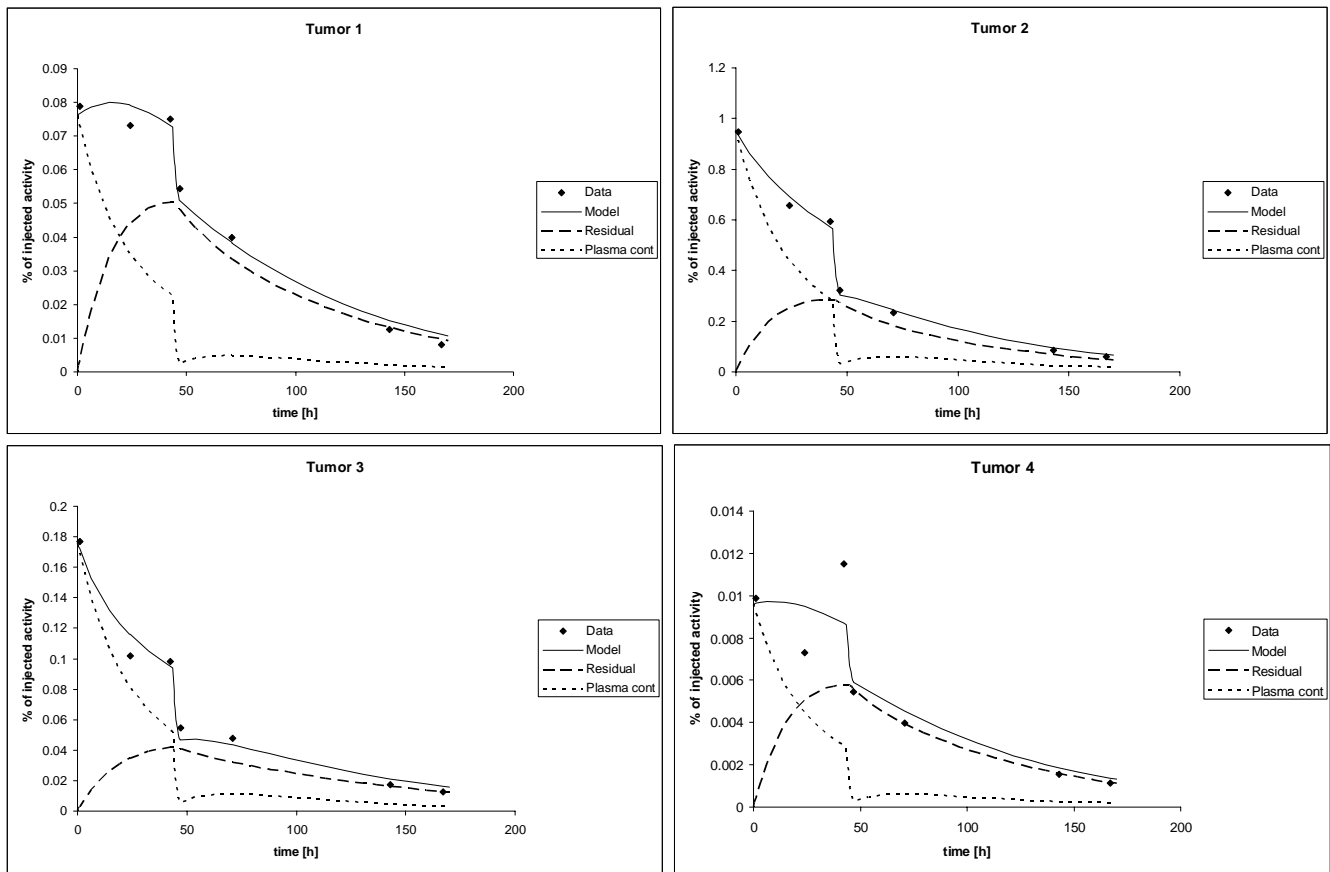 Tumor 1
% of injected activity
0.09
0.08
0.07
0.06
0.05
0.04
0.03
0.02
0.01
0
0
50
100
150
200
time [h]
Data
Model
Residual
Plasma cont
Tumor 2
% of injected activity
1.2
1
0.8
0.6
0.4
0.2
0
0
50
100
150
200
time [h]
Data
Model
Residual
Plasma cont
Tumor 3
% of injected activity
0.2
0.18
0.16
0.14
0.12
0.1
0.08
0.06
0.04
0.02
0
0
50
100
150
200
time [h]
Data
Model
Residual
Plasma cont
Tumor 4
% of injected activity
0.014
0.012
0.01
0.008
0.006
0.004
0.002
0
0
50
100
150
200
time [h]
Data
Model
Residual
Plasma cont